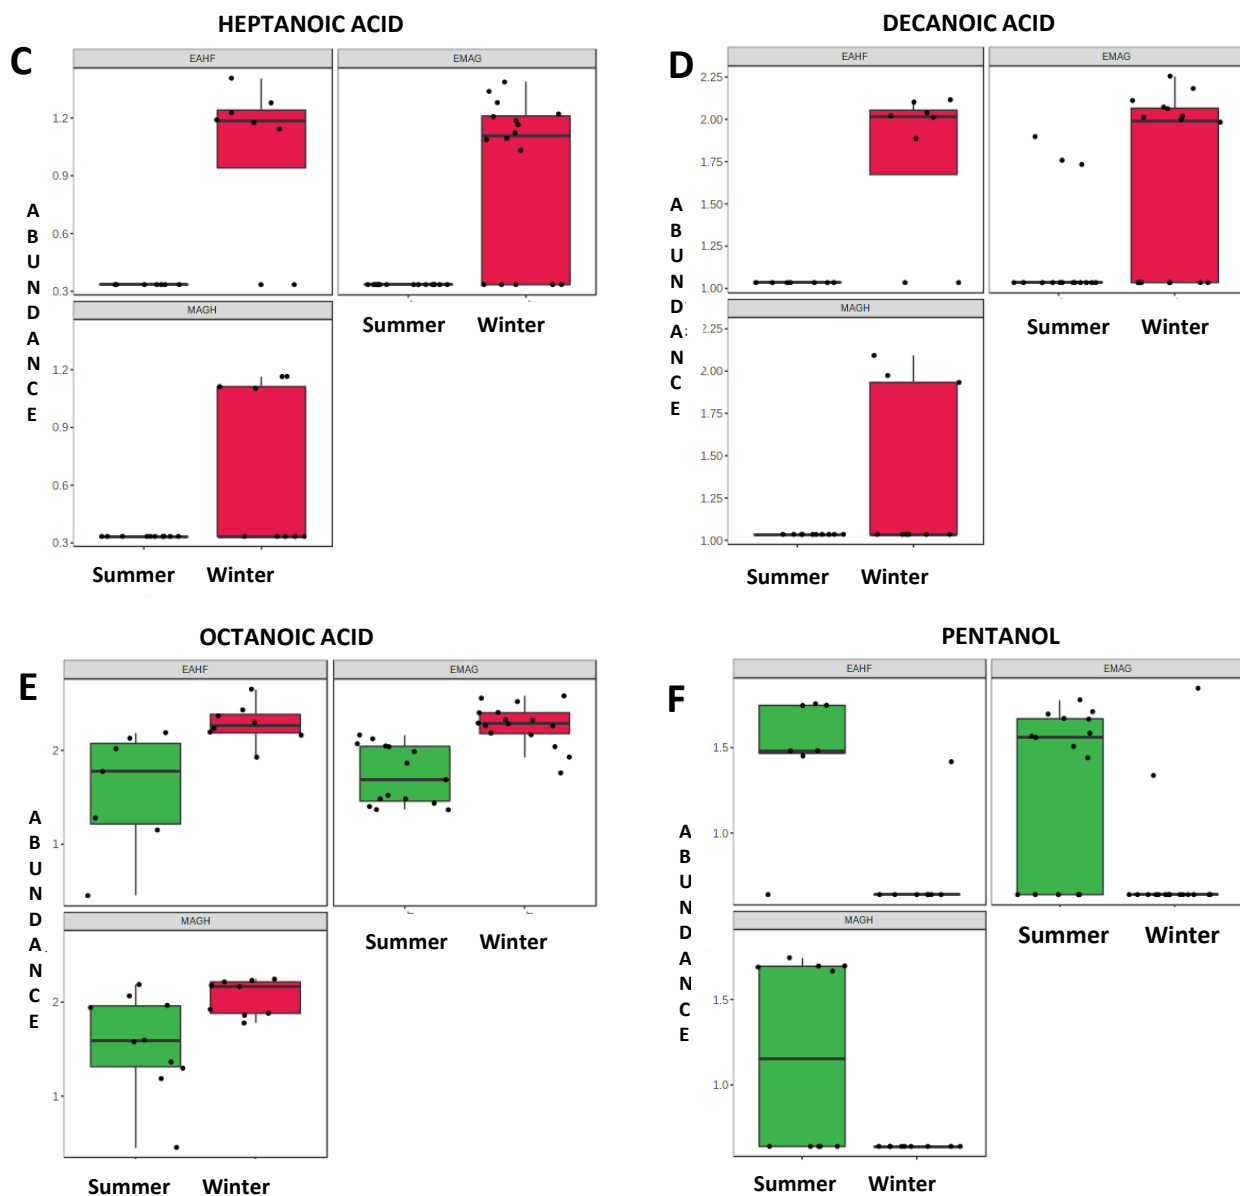 HEPTANOIC ACID
C
EAHF
EMAG
1.2
0.9
0.6
0.3
A
B
U
N
D
A
N
C
E
Summer Winter
MAGH
1.2
0.9
0.6
0.3
Summer Winter
DECANOIC ACID
D
EAHF
EMAG
2.25
2.00
1.75
1.50
1.25
1.00
A
B
U
N
D
A
N
C
E
Summer Winter
MAGH
2.25
2.00
1.75
1.50
1.25
1.00
Summer Winter
OCTANOIC ACID
E
EAHF
EMAG
2
1
A
B
U
N
D
A
N
C
E
Summer Winter
MAGH
2
1
Summer Winter
PENTANOL
F
EAHF
EMAG
1.5
1.0
A
B
U
N
D
A
N
C
E
Summer Winter
MAGH
1.5
1.0
Summer Winter